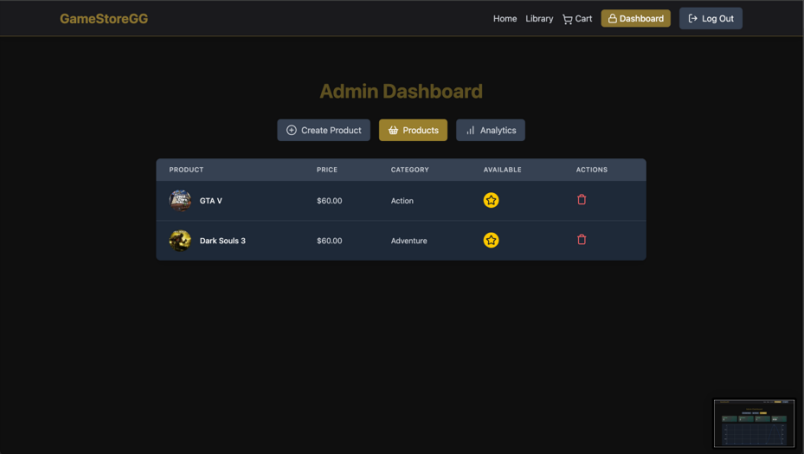 GameStoreGG
Home Library Cart Dashboard Log Out
Admin Dashboard
Create Product Products Analytics
PRODUCT PRICE CATEGORY AVAILABLE ACTIONS
GTA V $60.00 Action
Dark Souls 3 $60.00 Adventure